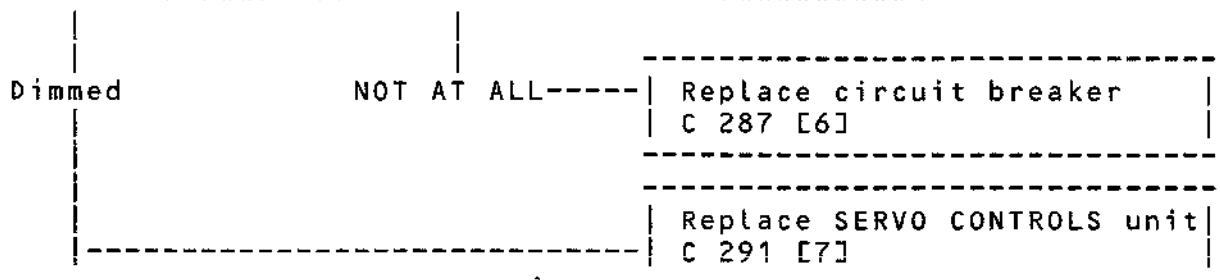 Dimmed NOT AT ALL-----| Replace circuit breaker |
C 287 [6]
Replace SERVO CONTROLS unit
C 291 [7]